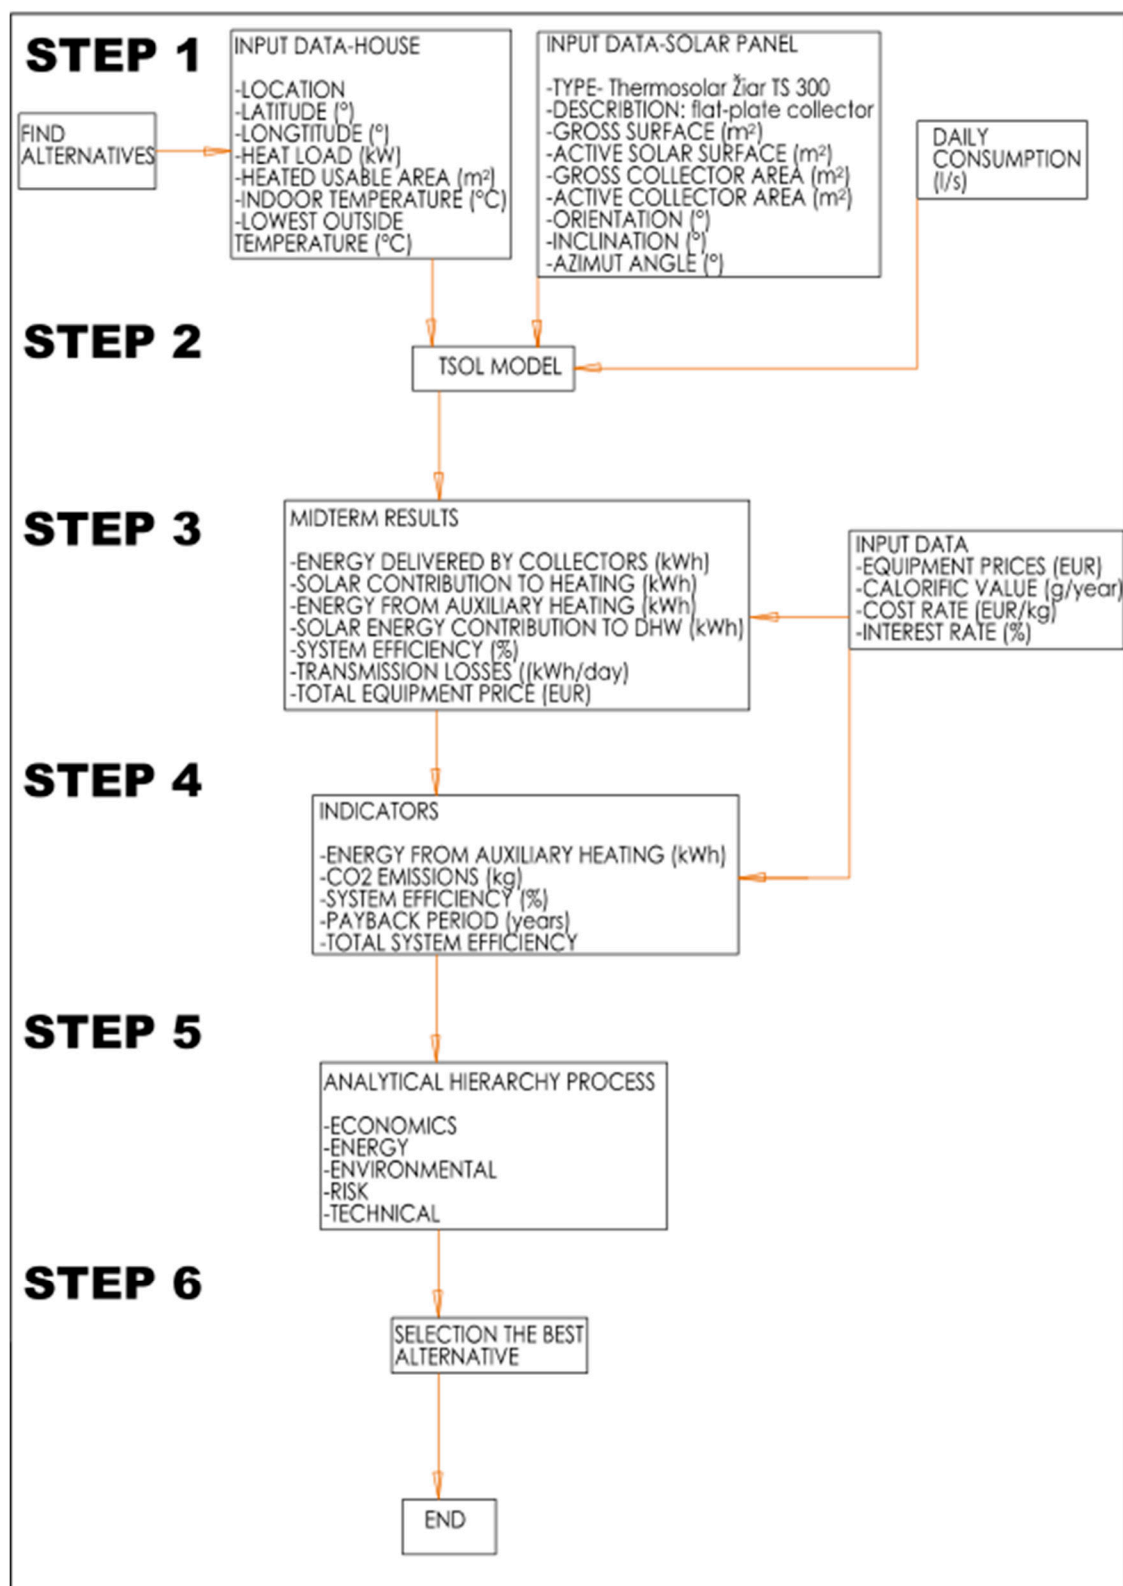 STEP 1
FIND
ALTERNATIVES
INPUT DATA-HOUSE
-LOCATION
-LATITUDE (°)
-LONGTITUDE (°)
-HEAT LOAD (kW)
-HEATED USABLE AREA (m²)
-INDOOR TEMPERATURE (°C)
-LOWEST OUTSIDE
TEMPERATURE (°C)
INPUT DATA-SOLAR PANEL
-TYPE- Thermosolar Žiar TS 300
-DESCRIBTION: flat-plate collector
-GROSS SURFACE (m²)
-ACTIVE SOLAR SURFACE (m²)
-GROSS COLLECTOR AREA (m²)
-ACTIVE COLLECTOR AREA (m²)
-ORIENTATION (°)
-INCLINATION (°)
-AZIMUT ANGLE (°)
DAILY
CONSUMPTION
(l/s)
STEP 2
TSOL MODEL
STEP 3
MIDTERM RESULTS
-ENERGY DELIVERED BY COLLECTORS (kWh)
-SOLAR CONTRIBUTION TO HEATING (kWh)
-ENERGY FROM AUXILIARY HEATING (kWh)
-SOLAR ENERGY CONTRIBUTION TO DHW (kWh)
-SYSTEM EFFICIENCY (%)
-TRANSMISSION LOSSES ((kWh/day)
-TOTAL EQUIPMENT PRICE (EUR)
INPUT DATA
-EQUIPMENT PRICES (EUR)
-CALORIFIC VALUE (g/year)
-COST RATE (EUR/kg)
-INTEREST RATE (%)
STEP 4
INDICATORS
-ENERGY FROM AUXILIARY HEATING (kWh)
-CO2 EMISSIONS (kg)
-SYSTEM EFFICIENCY (%)
-PAYBACK PERIOD (years)
-TOTAL SYSTEM EFFICIENCY
STEP 5
ANALYTICAL HIERARCHY PROCESS
-ECONOMICS
-ENERGY
-ENVIRONMENTAL
-RISK
-TECHNICAL
STEP 6
SELECTION THE BEST
ALTERNATIVE
END